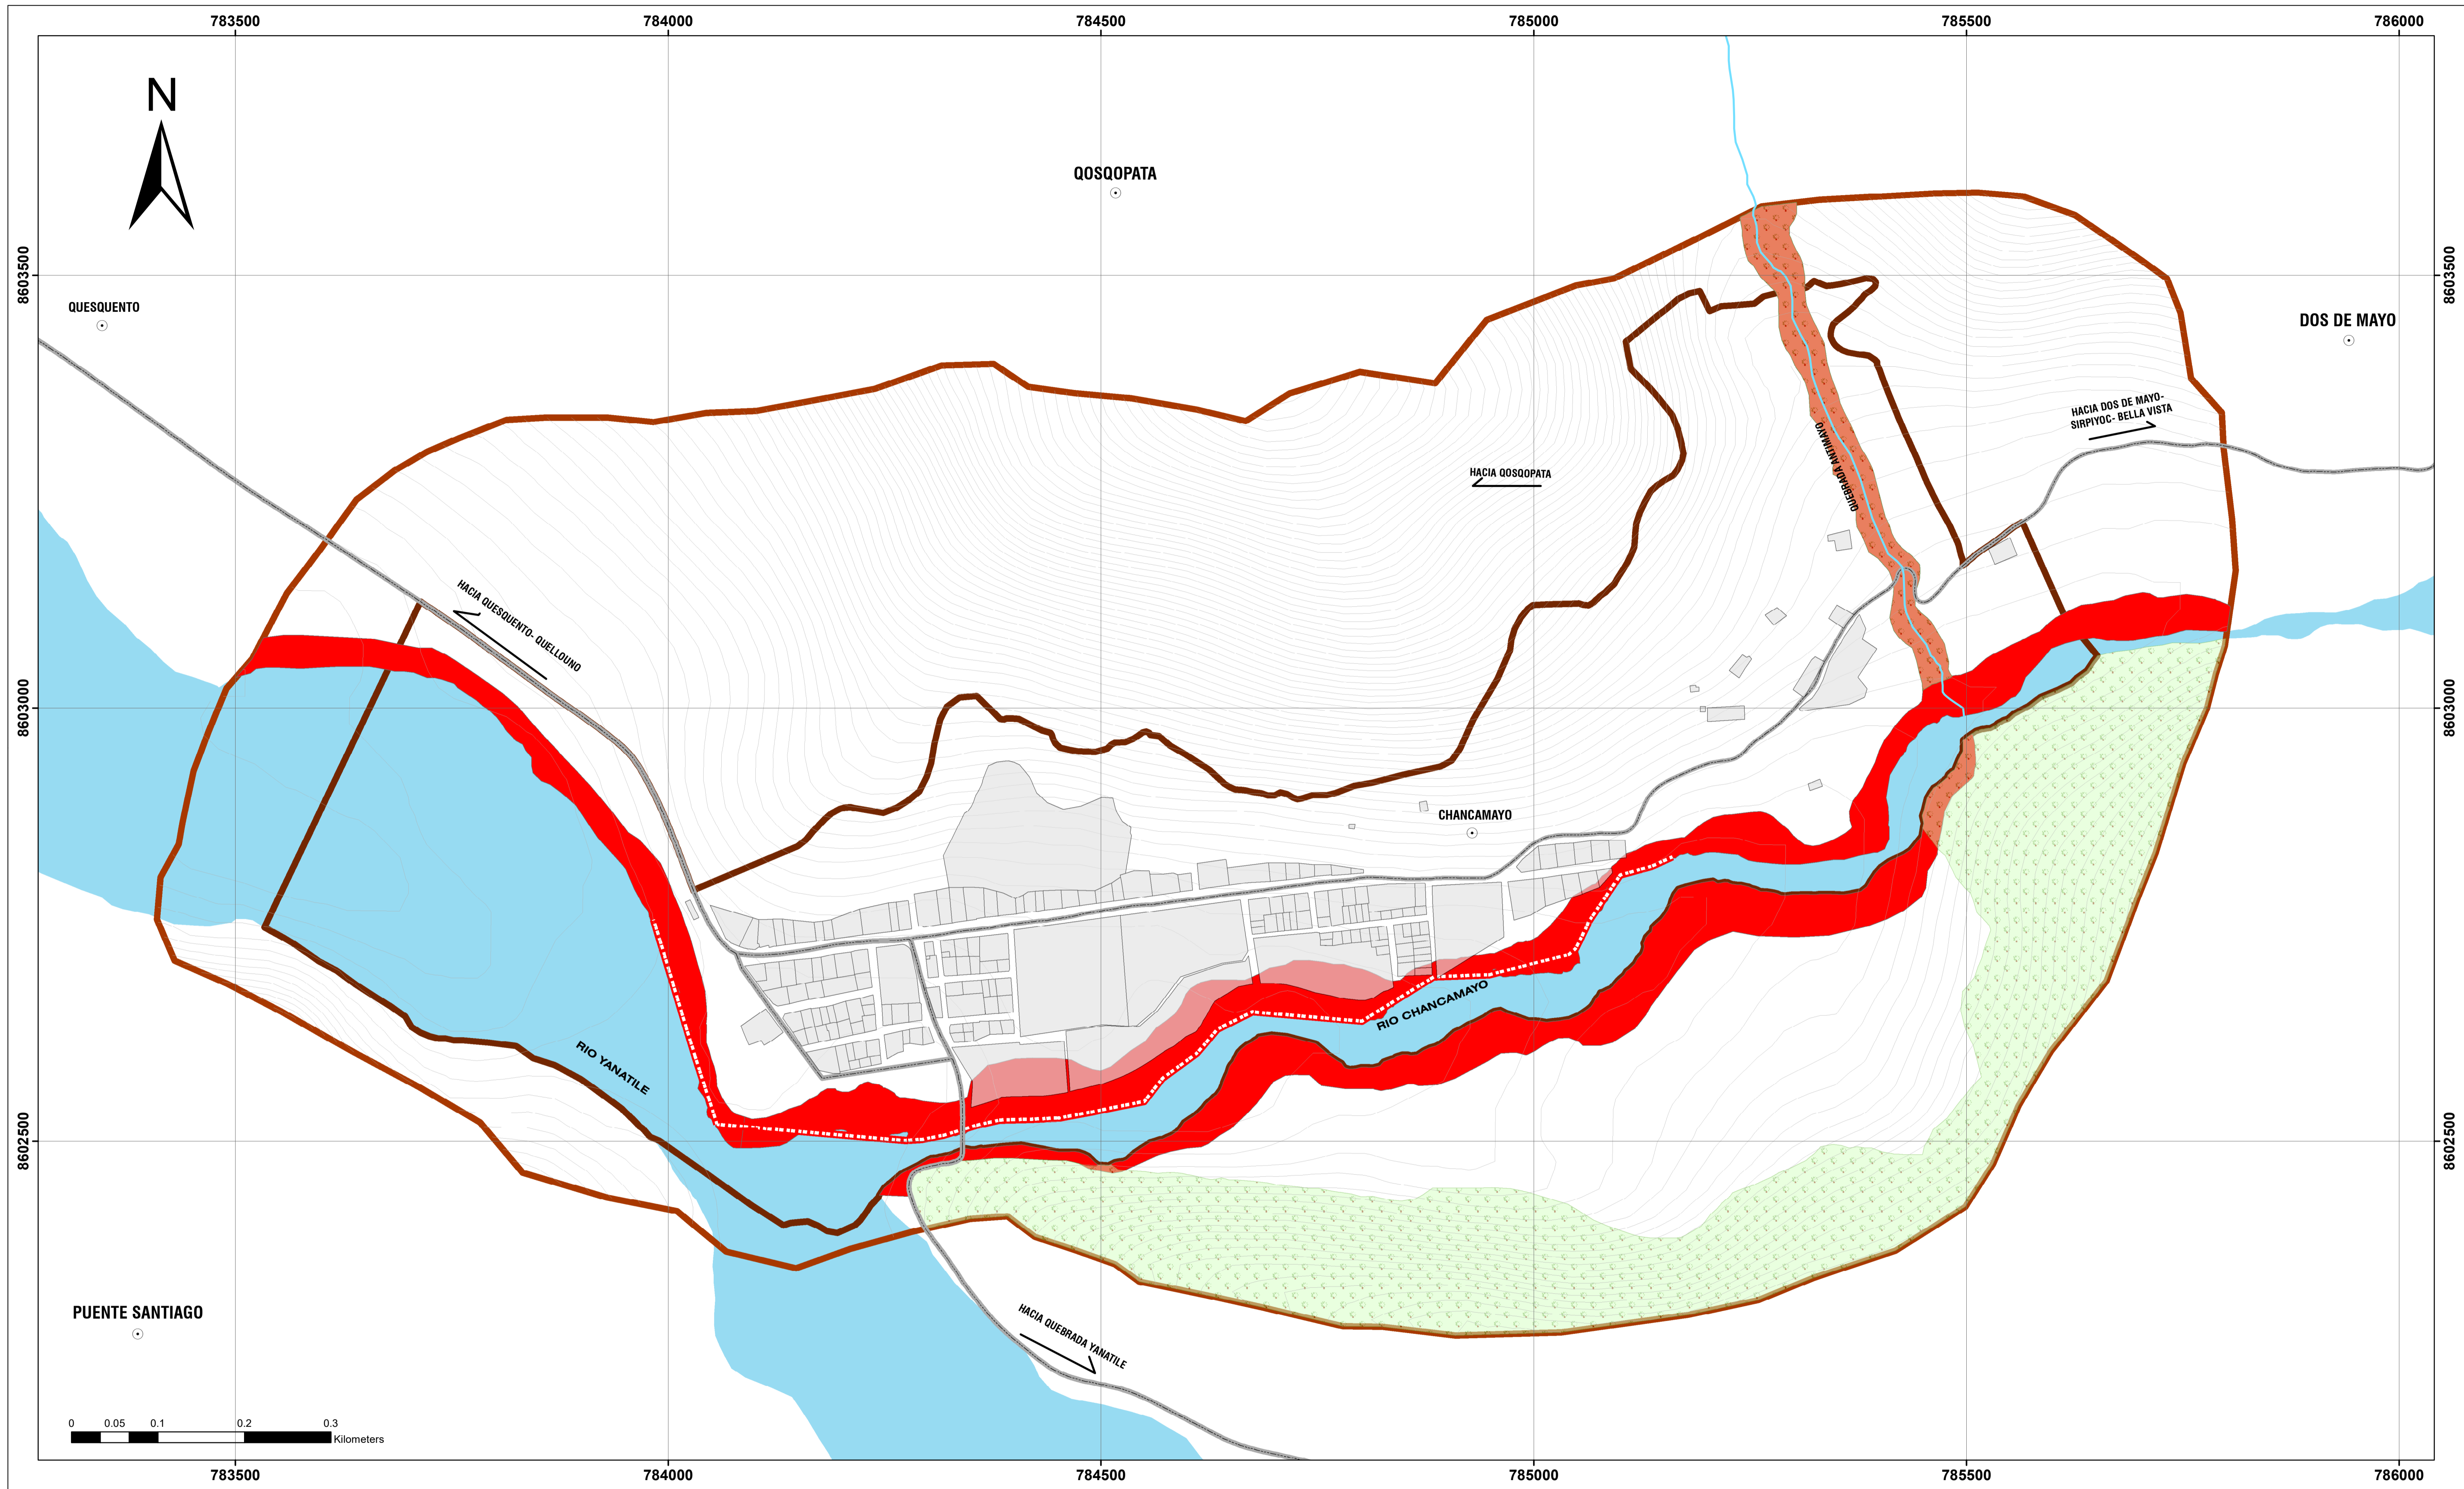 783500 784000 784500 785000 785500 786000
N
QOSQOPATA
8603500 8603500
QUESQUENTO
DOS DE MAYO
HACIA DOS DE MAYO-
SIRPIYOC- BELLA VISTA
HACIA QOSQOPATA
QUEBRADA ANTIMAYO
HACIA QUESQUENTO- QUELLOUNO
8603000 8603000
CHANCAMAYO
RIO CHANCAMAYO
RIO YANATILE
8602500 8602500
PUENTE SANTIAGO
HACIA QUEBRADA YANATILE
0 0.05 0.1 0.2 0.3
Kilometers
783500 784000 784500 785000 785500 786000